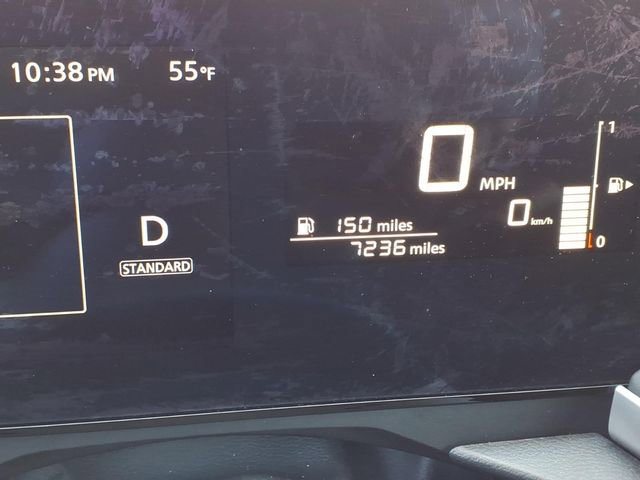 10:38 PM 55°F
1
0 MPH
0 km/h
D
150 miles
7236 miles
0
STANDARD